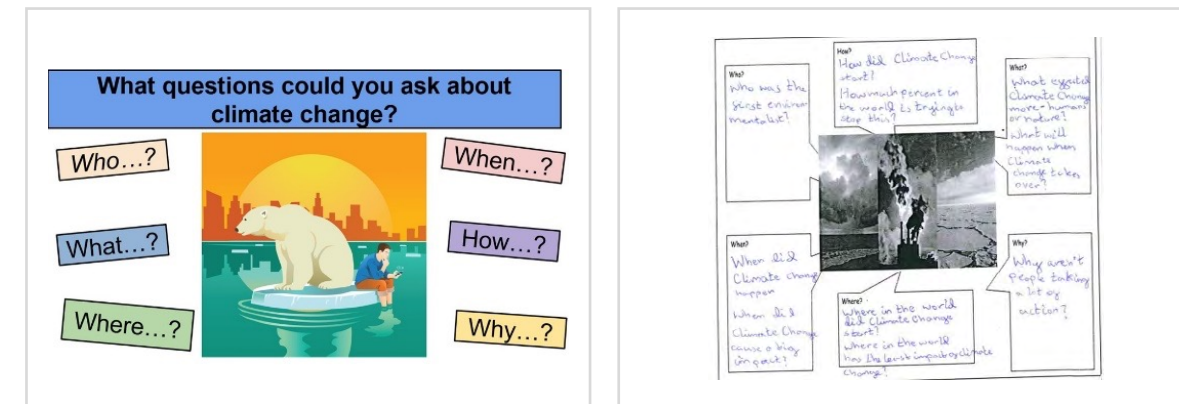 What questions could you ask about
climate change?
Who...?
When...?
What...?
How...?
Where...?
Why...?
How?
How did Climate Change
start?
How much percent in
the world is trying to
stop this?
Who?
Who was the
first environ
mentalist?
What?
What effected
Climate Change
more-humans
or nature?
What will
happen when
Climate
change takes
over?
When?
When did
Climate change
happen
When did
Climate Change
cause a big
impact?
Where?
Where in the world
did Climate Change
start?
Where in the world
has the least impact of climate
change?
Why?
Why aren't
people taking
a lot of
action?